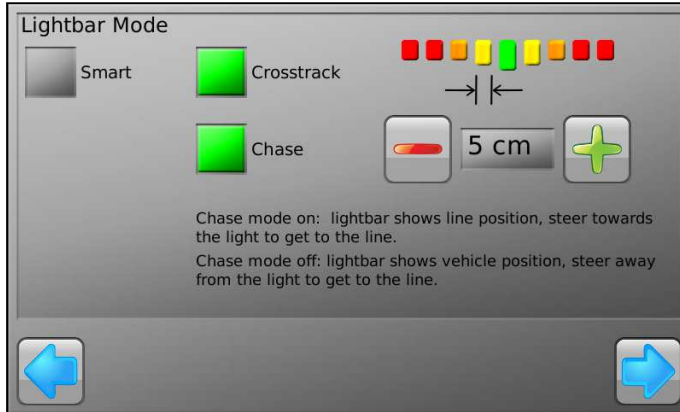 Lightbar Mode
Smart
Crosstrack
Chase
5 cm
Chase mode on:  lightbar shows line position, steer towards
the light to get to the line.
Chase mode off: lightbar shows vehicle position, steer away
from the light to get to the line.